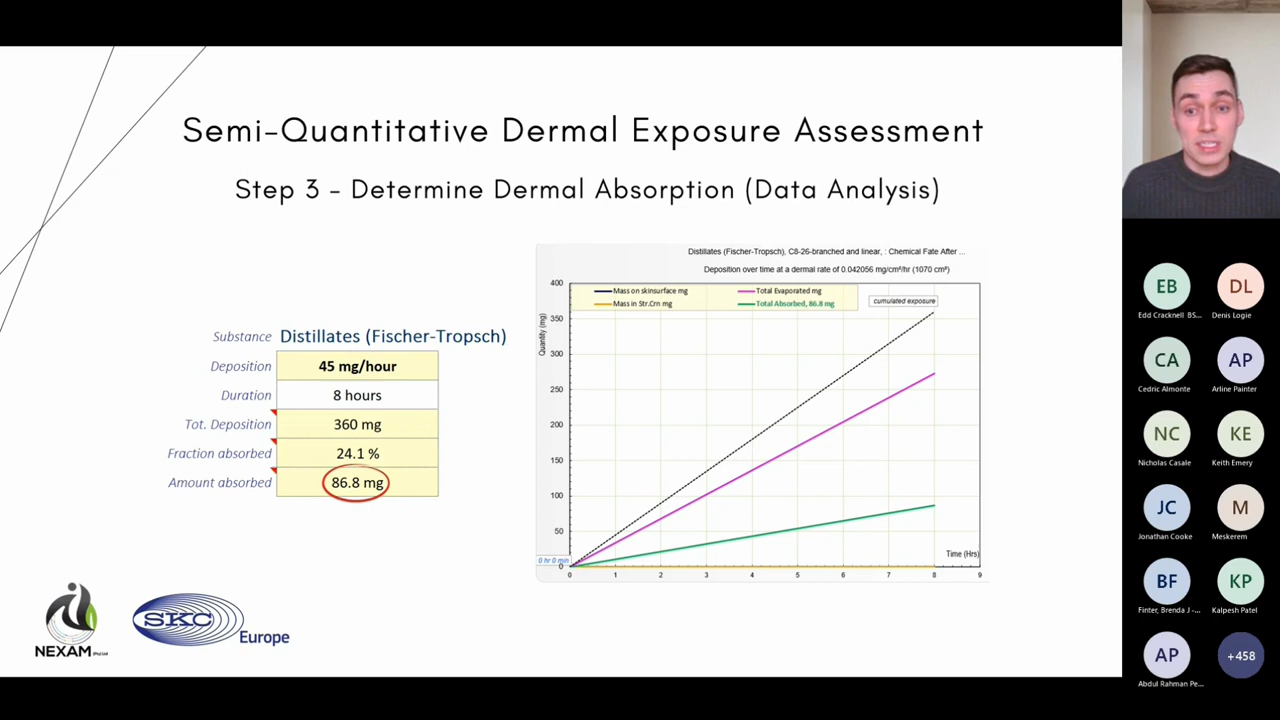 Semi-Quantitative Dermal Exposure Assessment
Step 3 - Determine Dermal Absorption (Data Analysis)
Substance Distillates (Fischer-Tropsch)
Deposition 45 mg/hour
Duration 8 hours
Tot. Deposition 360 mg
Fraction absorbed 24.1 %
Amount absorbed 86.8 mg
Distillates (Fischer-Tropsch), C8-26-branched and linear, : Chemical Fate After ...
Deposition over time at a dermal rate of 0.042056 mg/cm²/hr (1070 cm²)
Mass on skinsurface mg
Total Evaporated mg
Mass in Str.Crn mg
Total Absorbed, 86.8 mg
cumulated exposure
Quantity (mg)
400
350
300
250
200
150
100
50
0
0 hr 0 min
Time (Hrs)
0 1 2 3 4 5 6 7 8 9
NEXAM
SKC Europe
EB DL
Edd Cracknell BS... Denis Logie
CA AP
Cedric Almonte Arline Painter
NC KE
Nicholas Casale Keith Emery
JC M
Jonathan Cooke Meskerem
BF KP
Finter, Brenda J -... Kalpesh Patel
AP +458
Abdul Rahman Pe...